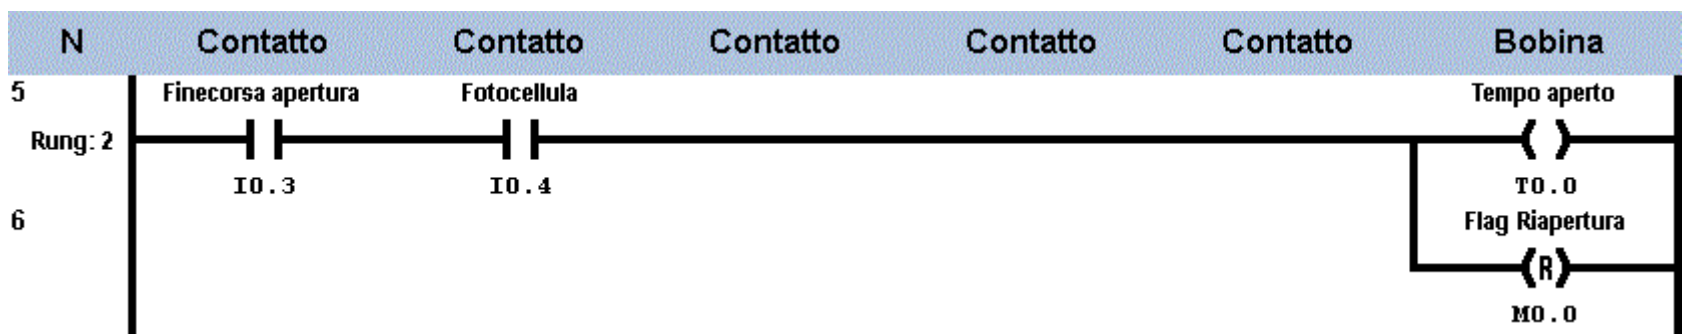 N Contatto Contatto Contatto Contatto Contatto Bobina
5 Finecorsa apertura Fotocellula Tempo aperto
Rung: 2
I0.3 I0.4 T0.0
6 Flag Riapertura
R
M0.0